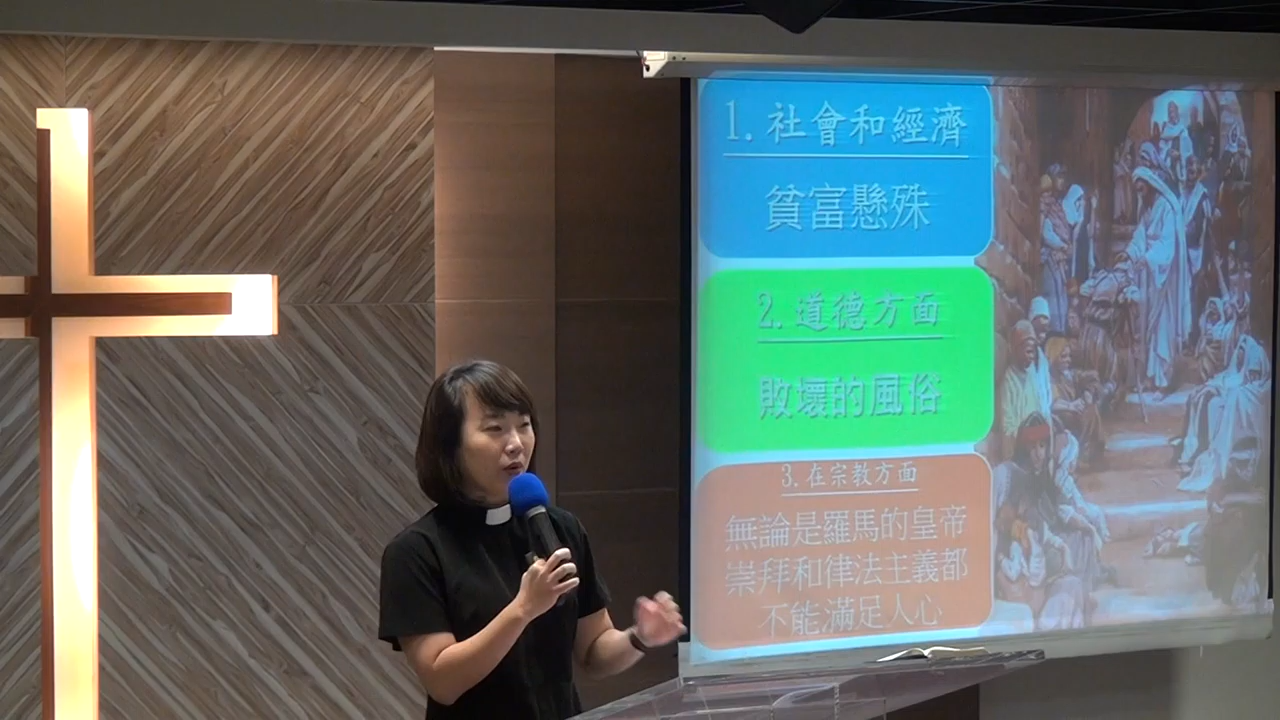 1. 社會和經濟
貧富懸殊
2. 道德方面
敗壞的風俗
3. 在宗教方面
無論是羅馬的皇帝
崇拜和律法主義都
不能滿足人心